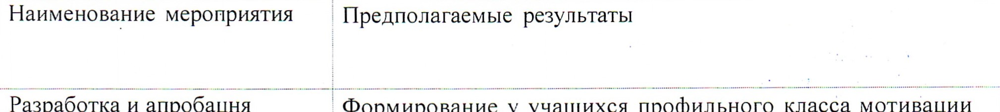 Наименование мероприятия
Предполагаемые результаты
Разработка и апробация
Формирование у учащихся профильного класса мотивации